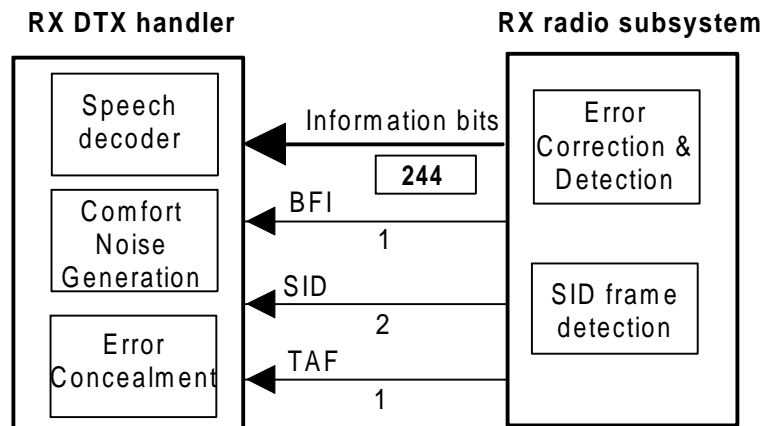 RX DTX handler
RX radio subsystem
Speech
decoder
Information bits
244
Error
Correction &
Detection
Comfort
Noise
Generation
BFI
1
SID
2
SID frame
detection
Error
Concealment
TAF
1